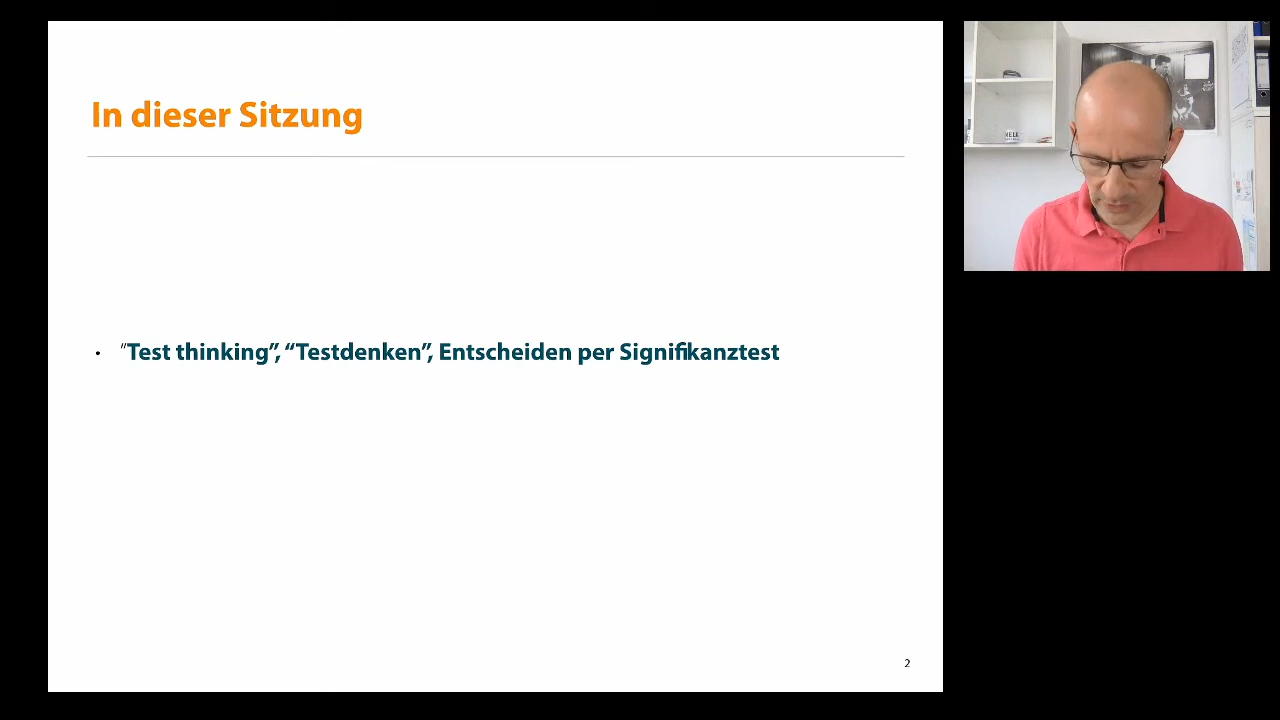 In dieser Sitzung
• "Test thinking”, “Testdenken”, Entscheiden per Signifikanztest
2